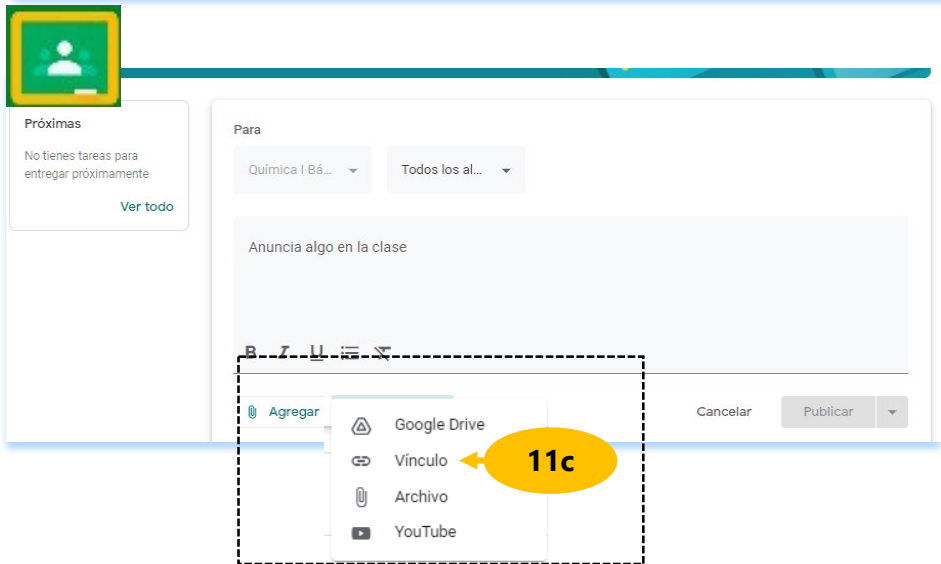 Próximas
No tienes tareas para
entregar próximamente
Ver todo
Para
Química I Bá...
Todos los al...
Anuncia algo en la clase
B I U
Agregar
Cancelar
Publicar
Google Drive
Vínculo
11c
Archivo
YouTube